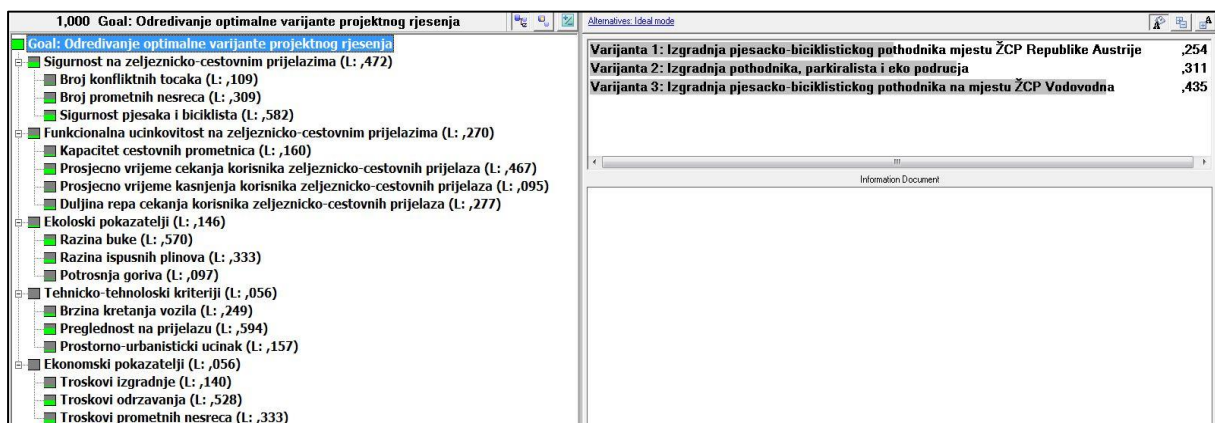 1,000 Goal: Odredivanje optimalne varijante projektnog rjesenja
Goal: Odredivanje optimalne varijante projektnog rjesenja
Sigurnost na zeljeznicko-cestovnim prijelazima (L: ,472)
Broj konfliktnih tocaka (L: ,109)
Broj prometnih nesreca (L: ,309)
Sigurnost pjesaka i biciklista (L: ,582)
Funkcionalna ucinkovitost na zeljeznicko-cestovnim prijelazima (L: ,270)
Kapacitet cestovnih prometnica (L: ,160)
Prosjecno vrijeme cekanja korisnika zeljeznicko-cestovnih prijelaza (L: ,467)
Prosjecno vrijeme kasnjenja korisnika zeljeznicko-cestovnih prijelaza (L: ,095)
Duljina repa cekanja korisnika zeljeznicko-cestovnih prijelaza (L: ,277)
Ekoloski pokazatelji (L: ,146)
Razina buke (L: ,570)
Razina ispusnih plinova (L: ,333)
Potrosnja goriva (L: ,097)
Tehnicko-tehnoloski kriteriji (L: ,056)
Brzina kretanja vozila (L: ,249)
Preglednost na prijelazu (L: ,594)
Prostorno-urbanisticki ucinak (L: ,157)
Ekonomski pokazatelji (L: ,056)
Troskovi izgradnje (L: ,140)
Troskovi odrzavanja (L: ,528)
Troskovi prometnih nesreca (L: ,333)
Alternatives: Ideal mode
Varijanta 1: Izgradnja pjesacko-biciklistickog pothodnika mjestu ŽCP Republike Austrije ,254
Varijanta 2: Izgradnja pothodnika, parkiralista i eko podrucja ,311
Varijanta 3: Izgradnja pjesacko-biciklistickog pothodnika na mjestu ŽCP Vodovodna ,435
Information Document